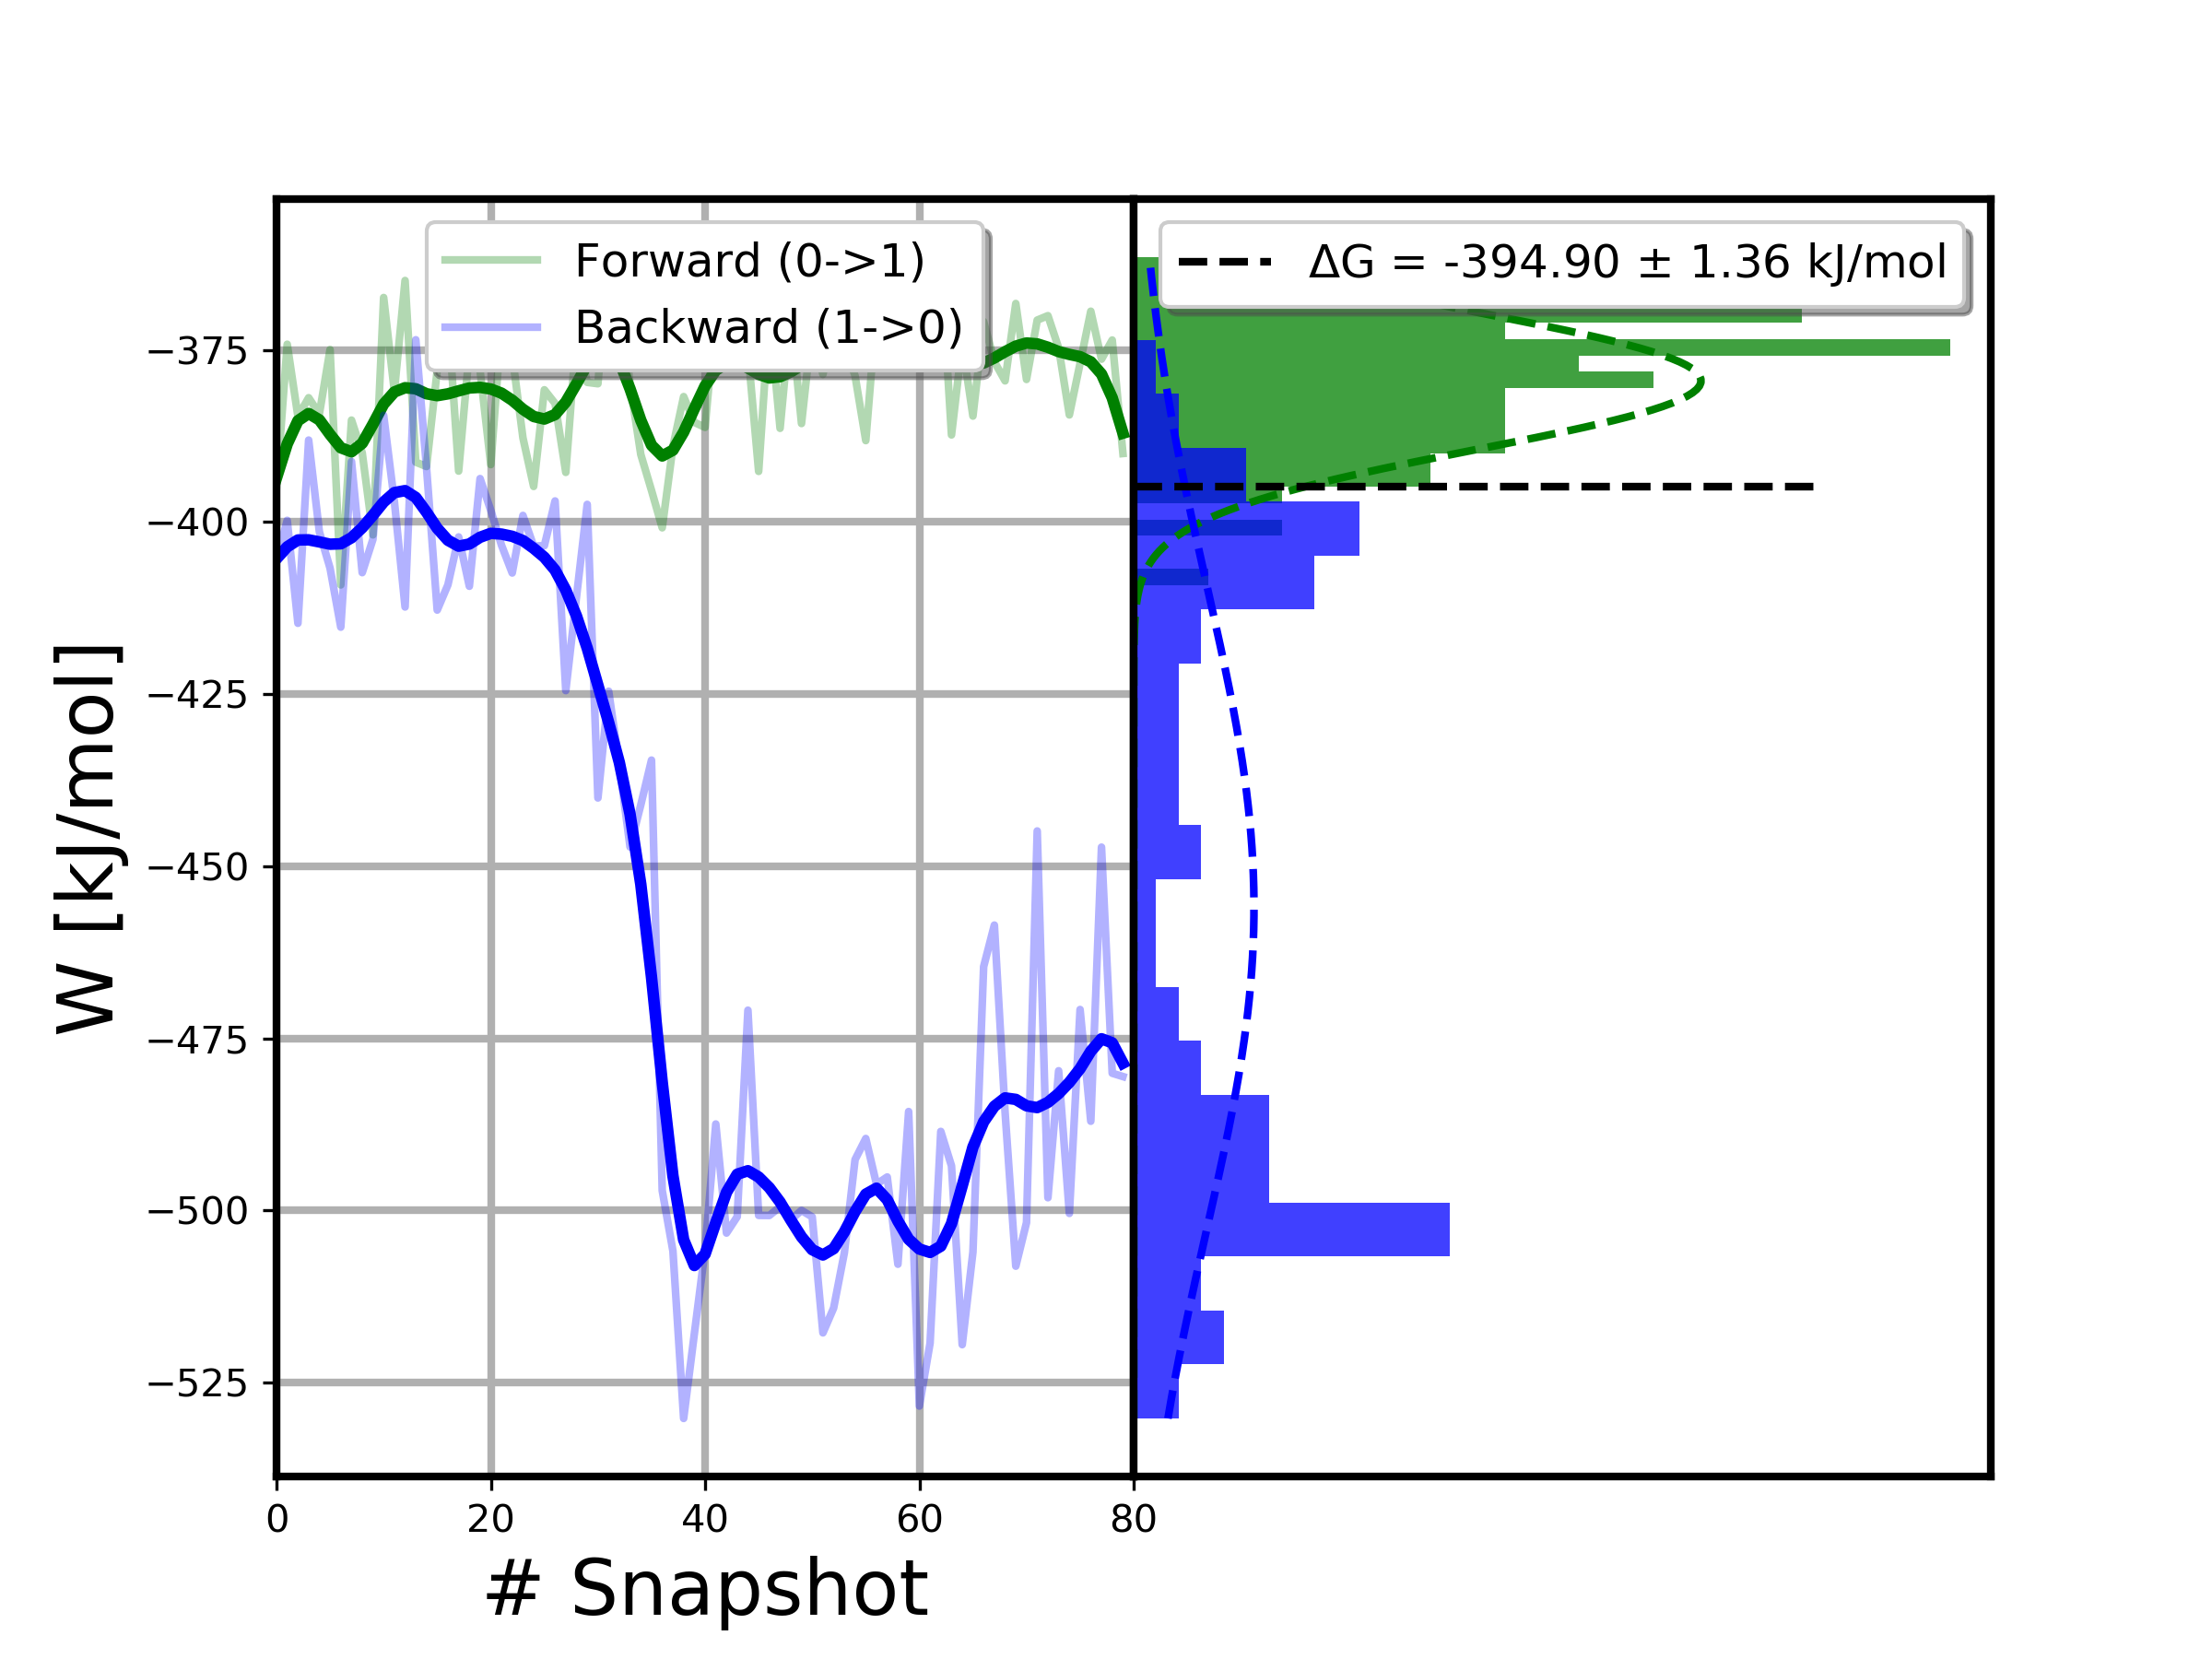 Forward (0->1)
Backward (1->0)
ΔG = -394.90 ± 1.36 kJ/mol
W [kJ/mol]
−375
−400
−425
−450
−475
−500
−525
0
20
40
60
80
# Snapshot